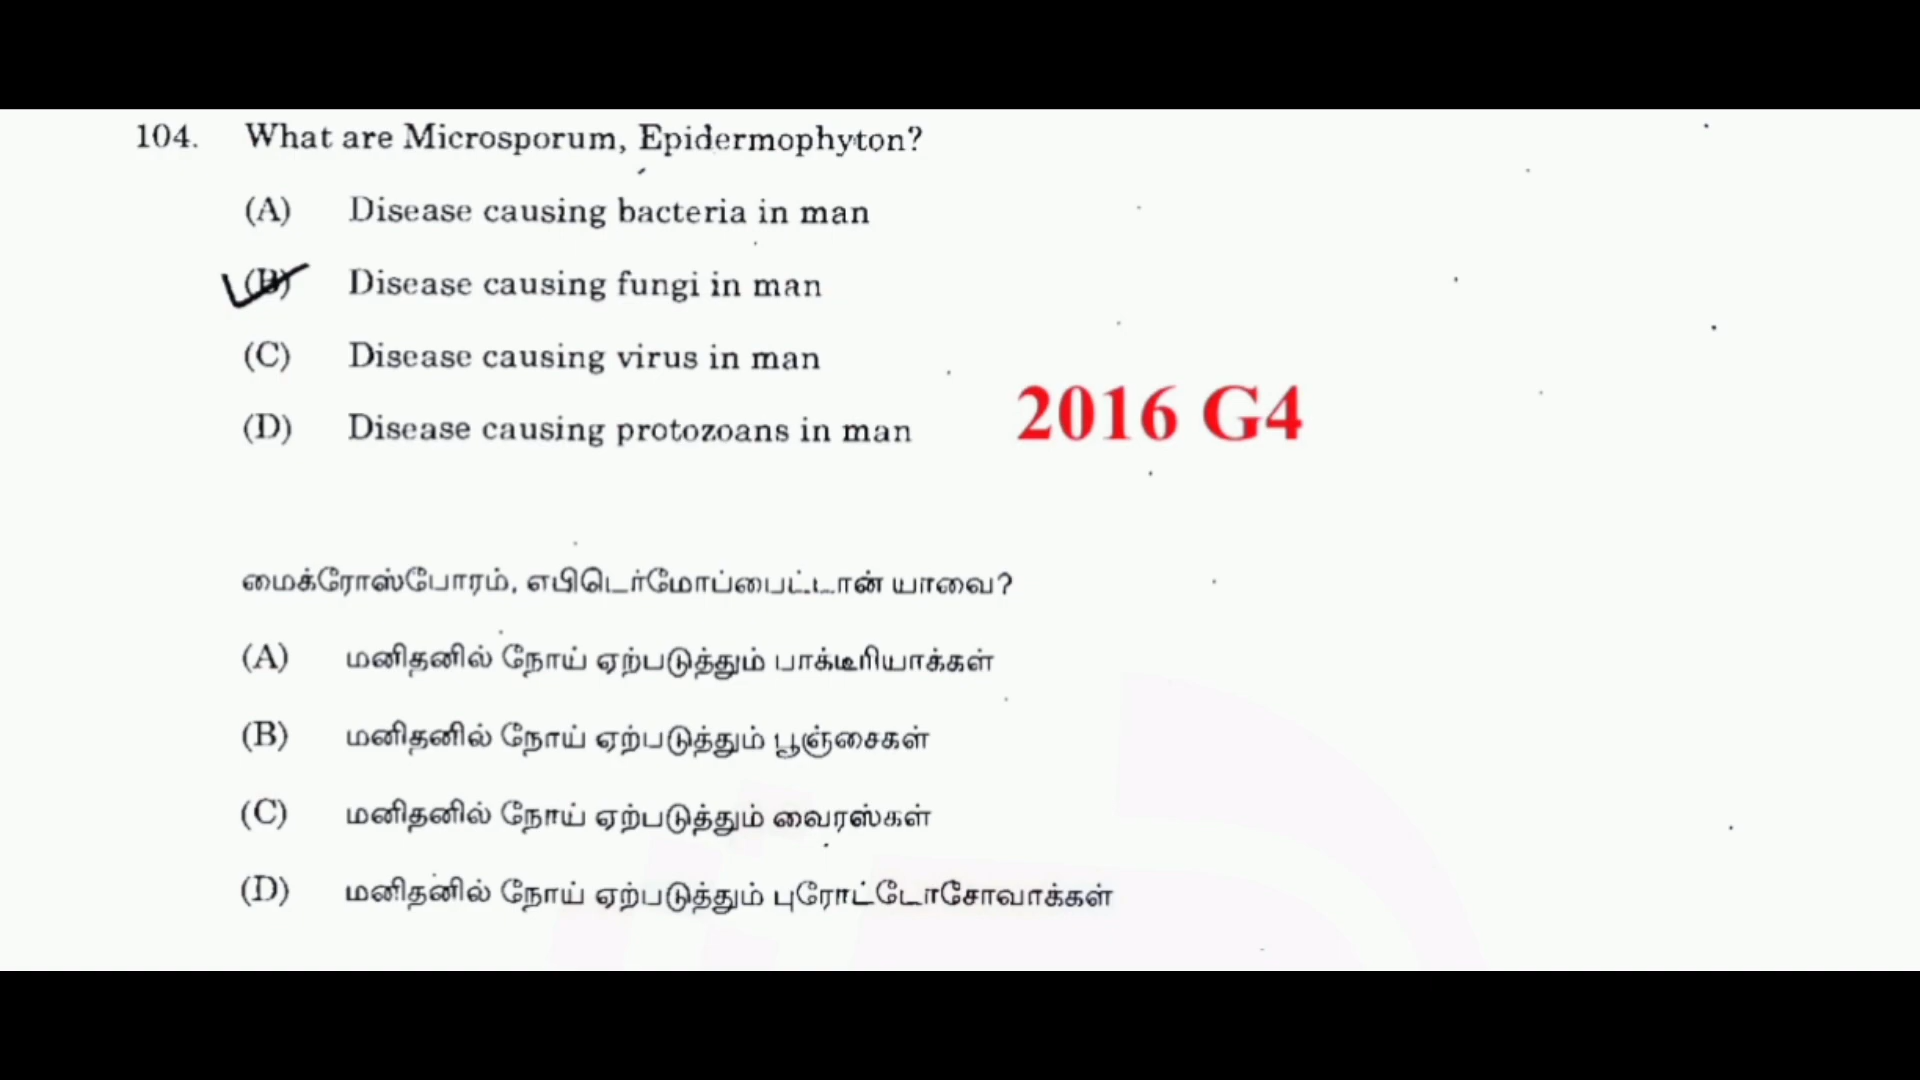 104. What are Microsporum, Epidermophyton?
(A) Disease causing bacteria in man
(B) Disease causing fungi in man
(C) Disease causing virus in man
(D) Disease causing protozoans in man
2016 G4
மைக்ரோஸ்போரம், எபிடெர்மோப்பைட்டான் யாவை?
(A) மனிதனில் நோய் ஏற்படுத்தும் பாக்டீரியாக்கள்
(B) மனிதனில் நோய் ஏற்படுத்தும் பூஞ்சைகள்
(C) மனிதனில் நோய் ஏற்படுத்தும் வைரஸ்கள்
(D) மனிதனில் நோய் ஏற்படுத்தும் புரோட்டோசோவாக்கள்